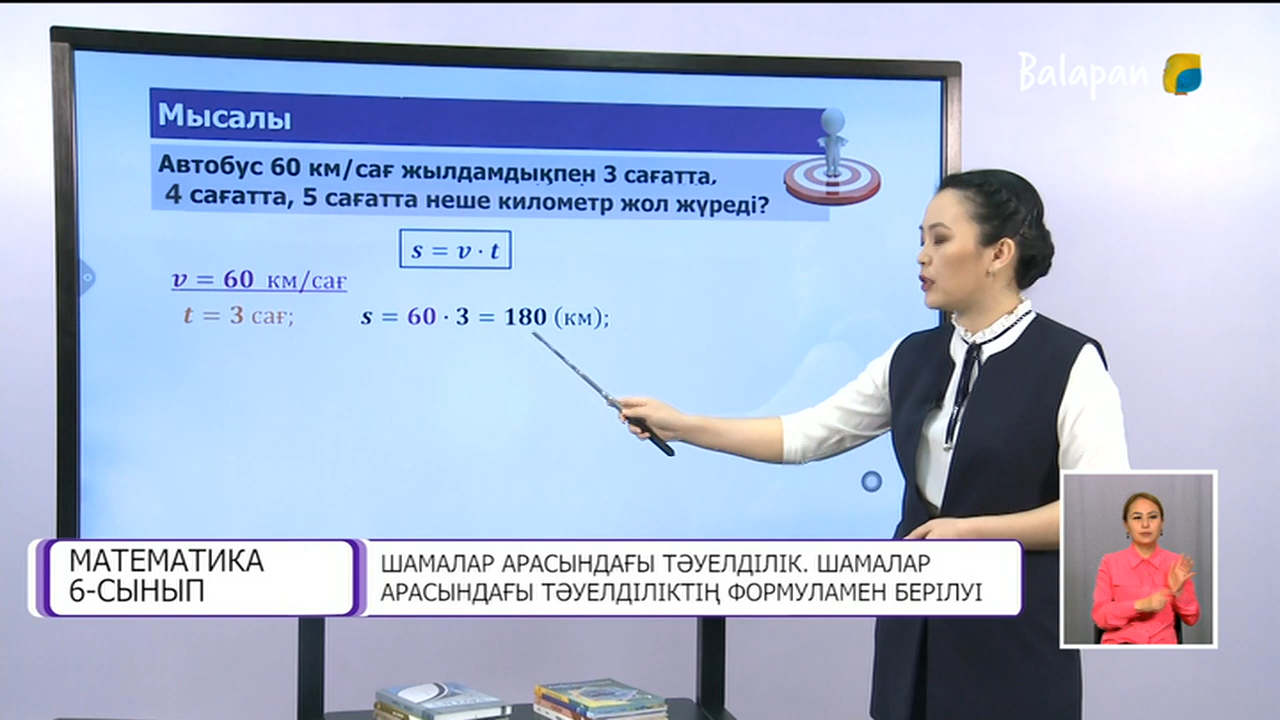 Balapan
Мысалы
Автобус 60 км/сағ жылдамдықпен 3 сағатта,
4 сағатта, 5 сағатта неше километр жол жүреді?
s = v · t
v = 60 км/сағ
t = 3 сағ;
s = 60 · 3 = 180 (км);
МАТЕМАТИКА
6-СЫНЫП
ШАМАЛАР АРАСЫНДАҒЫ ТӘУЕЛДІЛІК. ШАМАЛАР
АРАСЫНДАҒЫ ТӘУЕЛДІЛІКТІҢ ФОРМУЛАМЕН БЕРІЛУІ